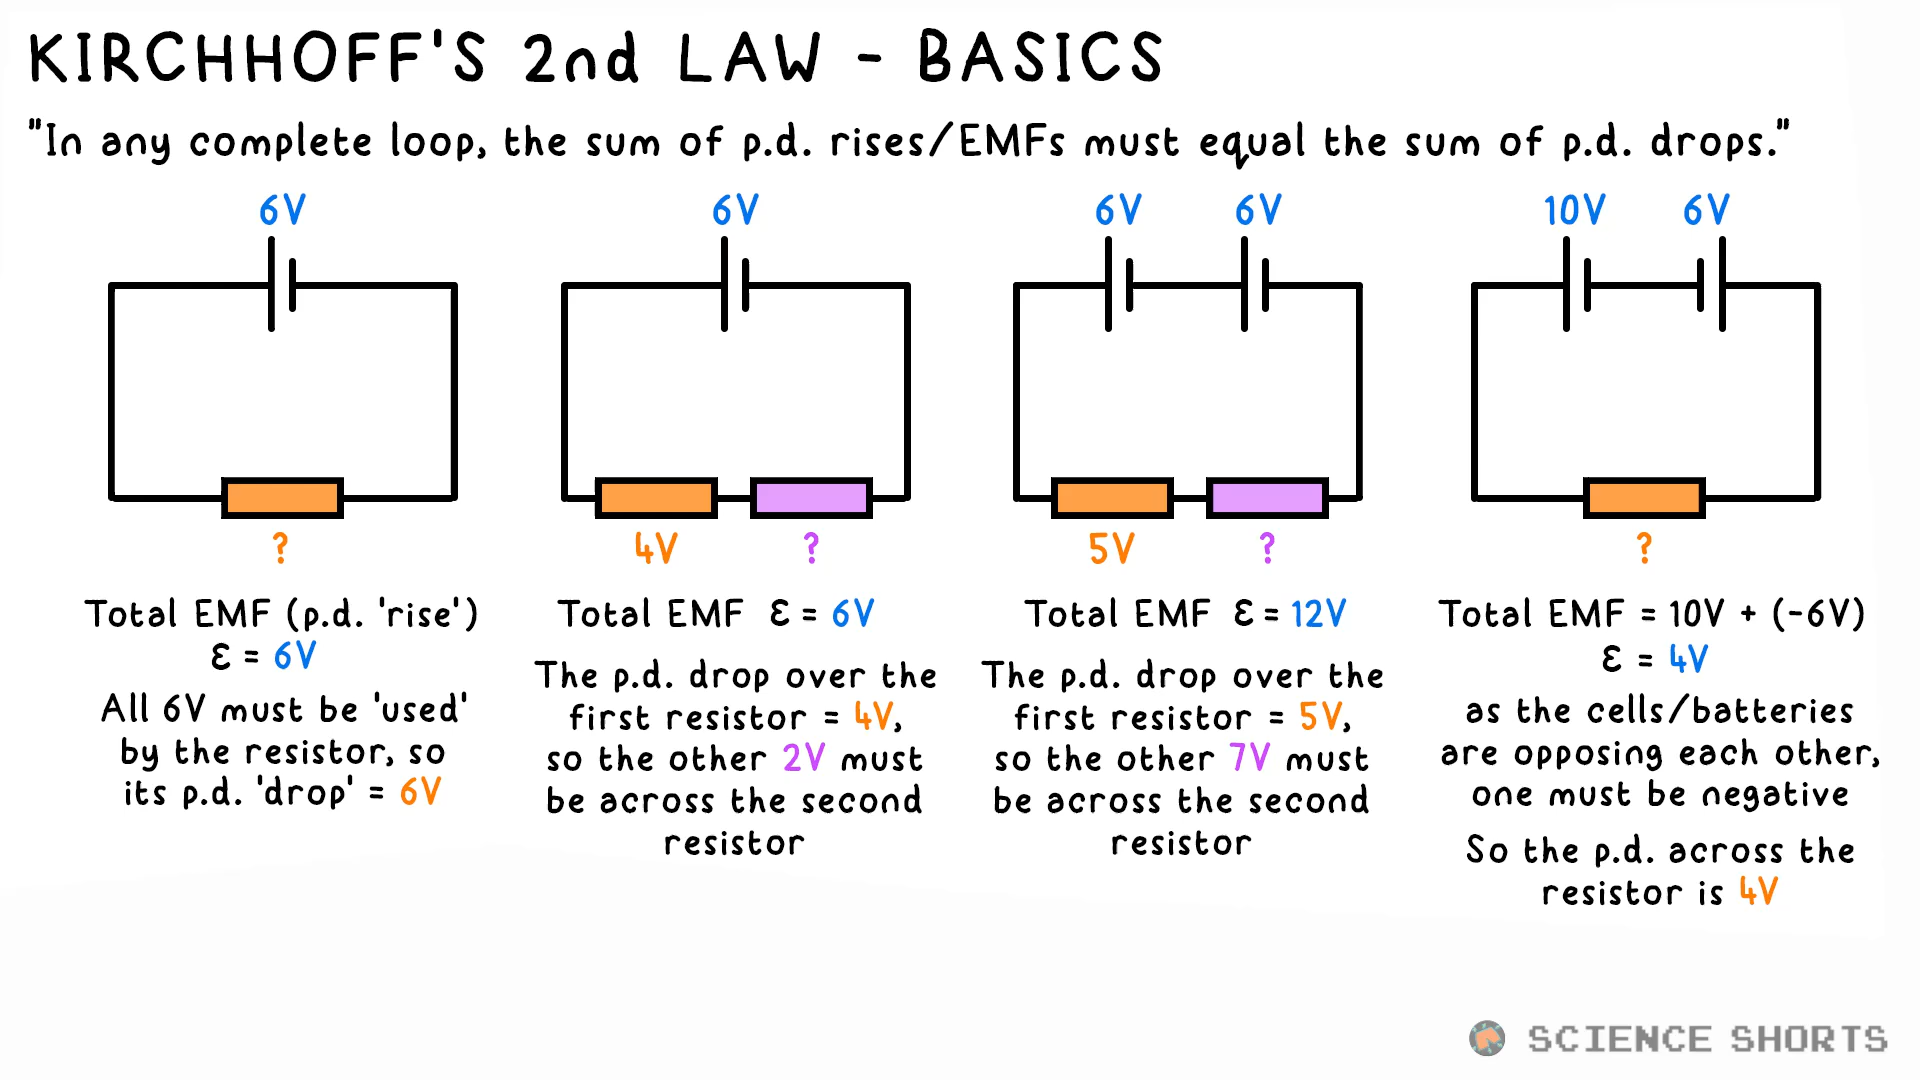 KIRCHHOFF'S 2nd LAW - BASICS
"In any complete loop, the sum of p.d. rises/EMFs must equal the sum of p.d. drops."
6V
?
Total EMF (p.d. 'rise')
Ɛ = 6V
All 6V must be 'used'
by the resistor, so
its p.d. 'drop' = 6V
6V
4V ?
Total EMF Ɛ = 6V
The p.d. drop over the
first resistor = 4V,
so the other 2V must
be across the second
resistor
6V 6V
5V ?
Total EMF Ɛ = 12V
The p.d. drop over the
first resistor = 5V,
so the other 7V must
be across the second
resistor
10V 6V
?
Total EMF = 10V + (-6V)
Ɛ = 4V
as the cells/batteries
are opposing each other,
one must be negative
So the p.d. across the
resistor is 4V
SCIENCE SHORTS